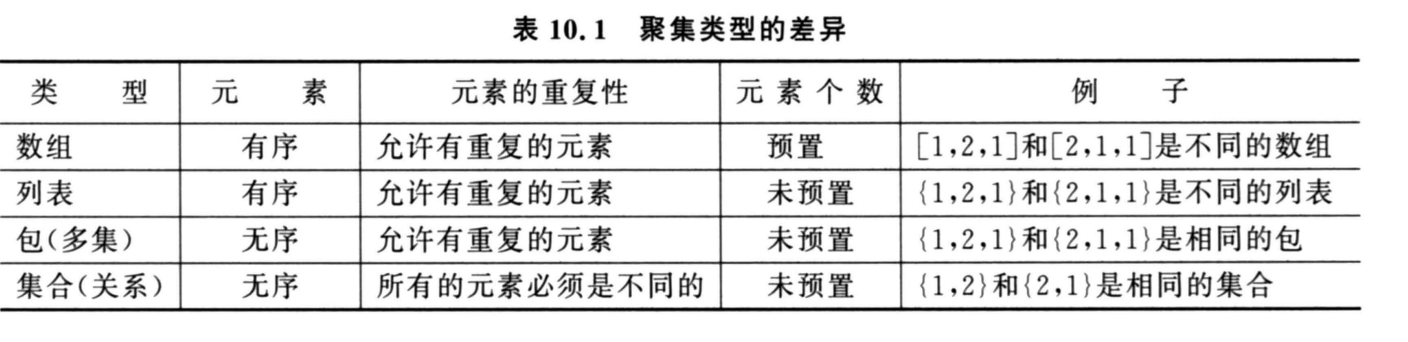 表 10.1 聚集类型的差异
类 型 元 素 元素的重复性 元素个数 例 子
数组 有序 允许有重复的元素 预置 [1,2,1]和[2,1,1]是不同的数组
列表 有序 允许有重复的元素 未预置 {1,2,1}和{2,1,1}是不同的列表
包(多集) 无序 允许有重复的元素 未预置 {1,2,1}和{2,1,1}是相同的包
集合(关系) 无序 所有的元素必须是不同的 未预置 {1,2}和{2,1}是相同的集合